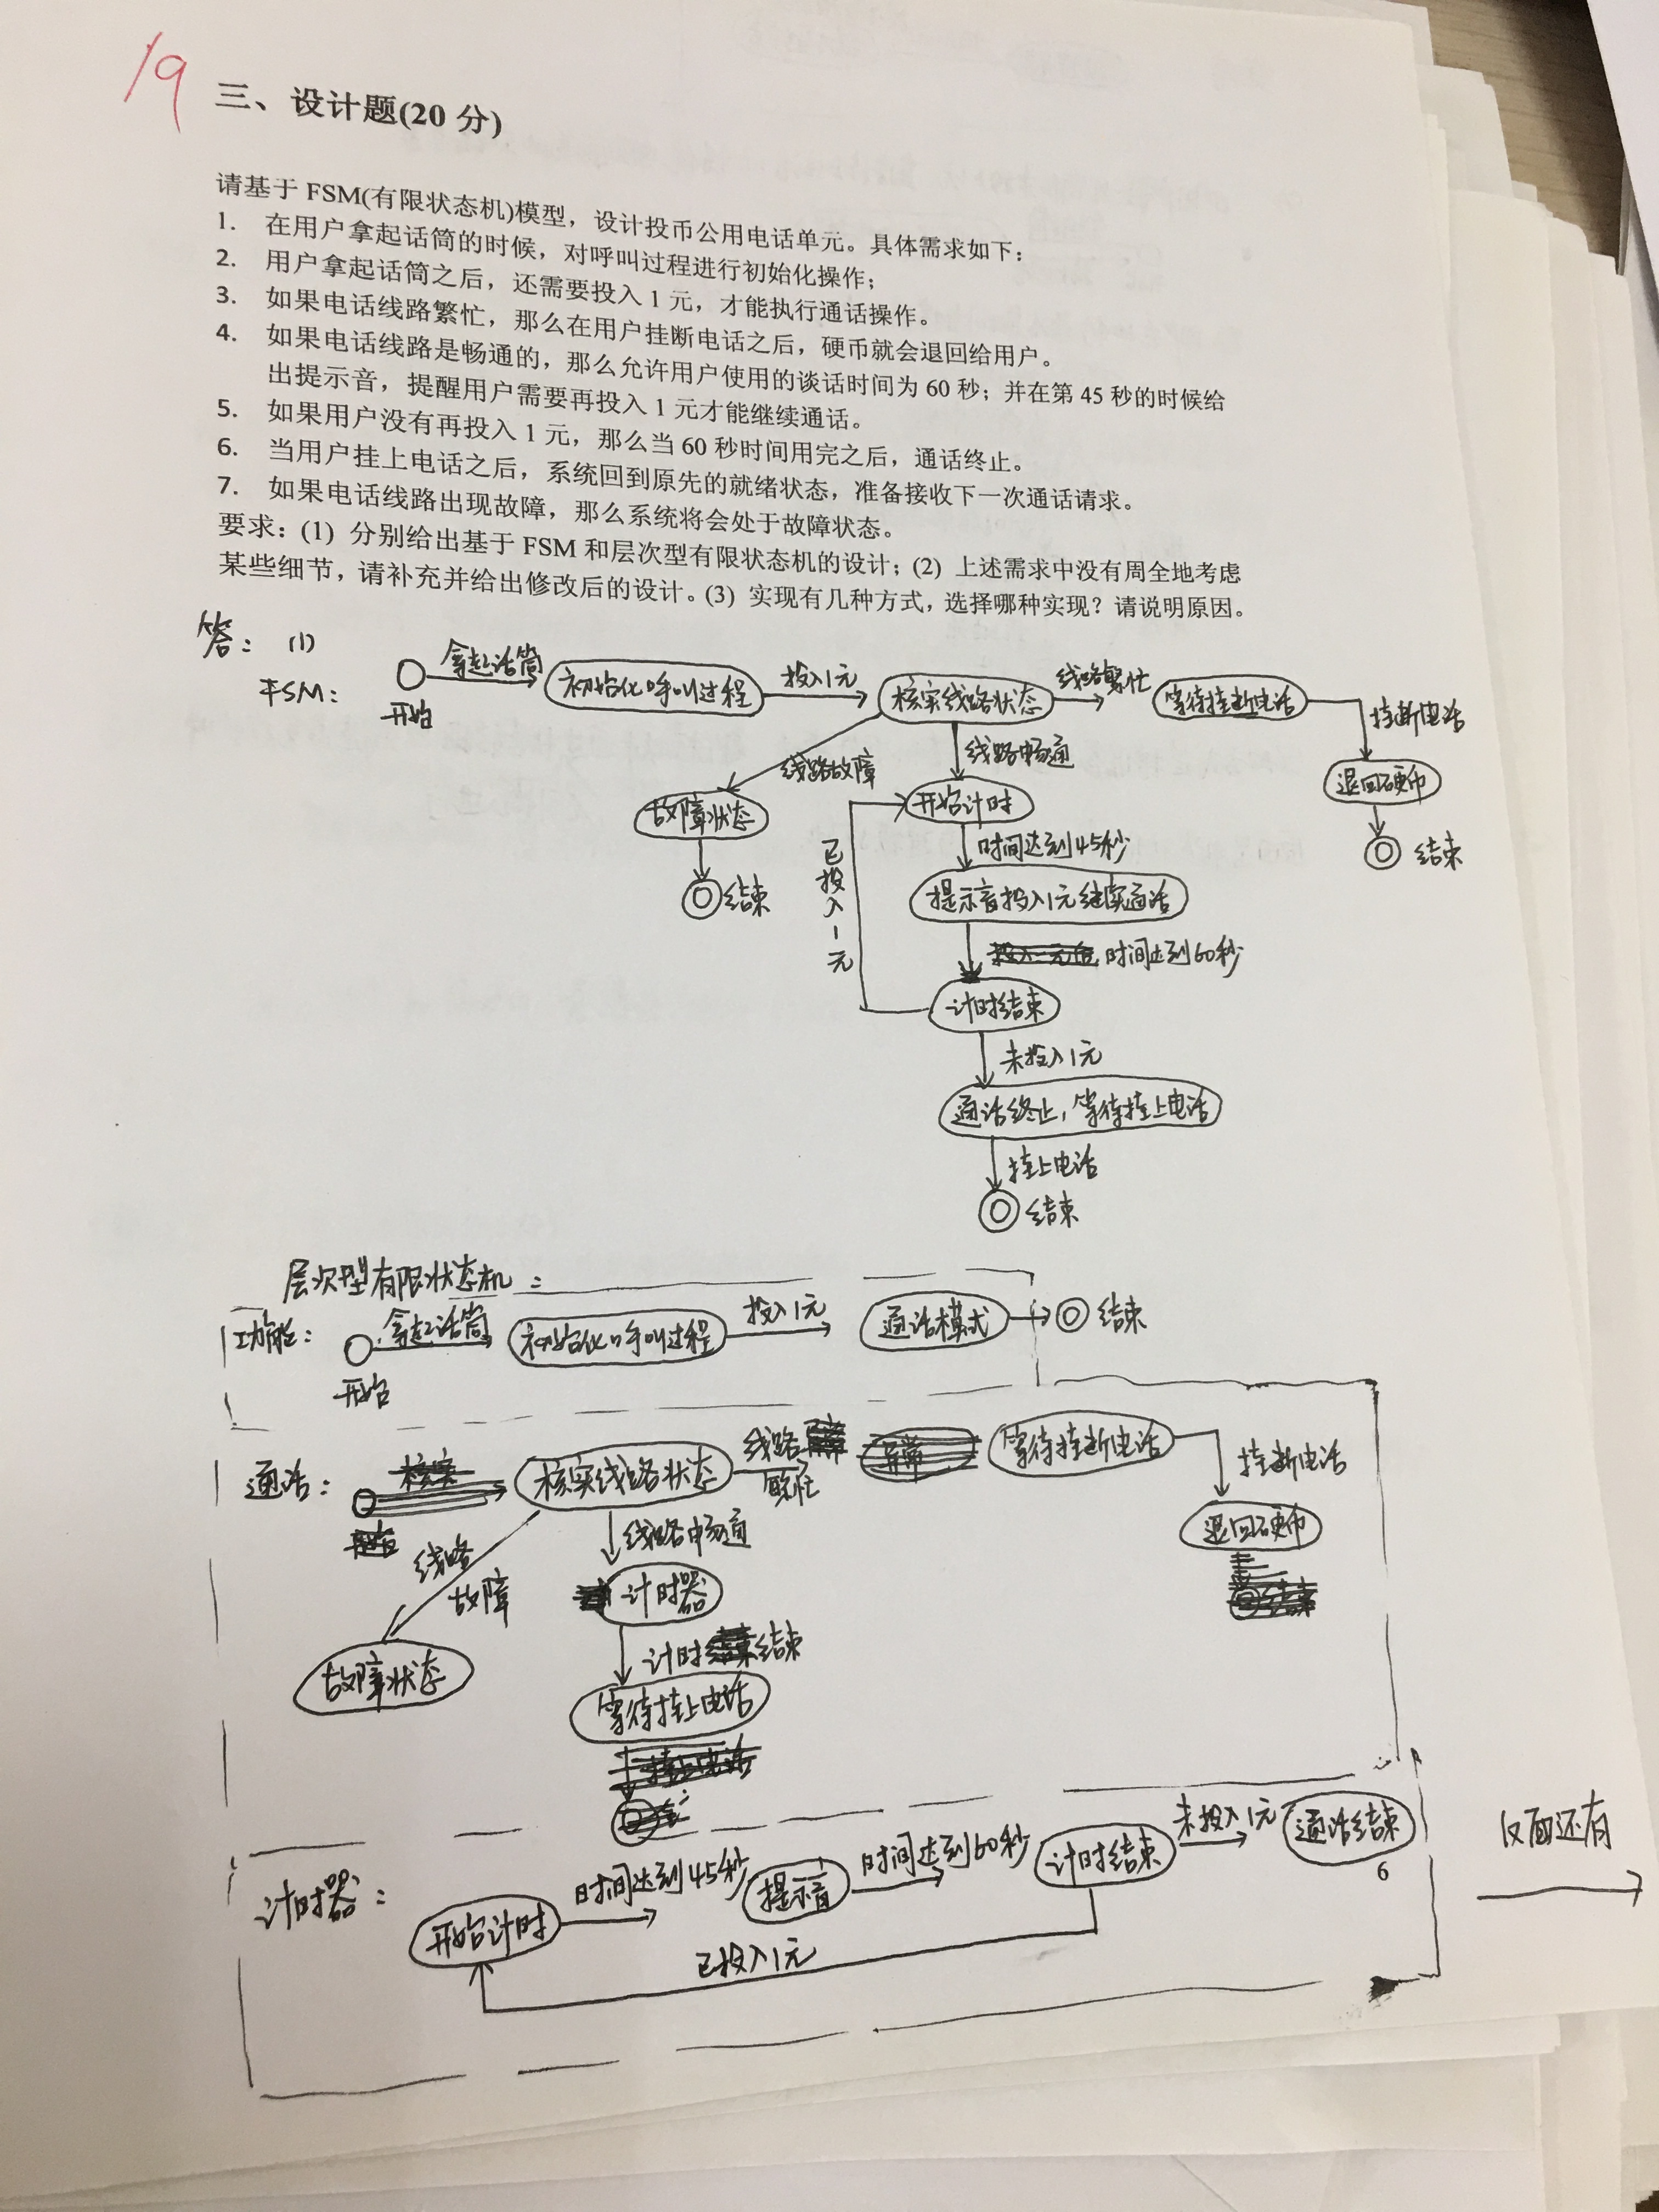 19
三、设计题(20 分)
请基于 FSM(有限状态机)模型，设计投币公用电话单元。具体需求如下：
1. 在用户拿起话筒的时候，对呼叫过程进行初始化操作；
2. 用户拿起话筒之后，还需要投入 1 元，才能执行通话操作。
3. 如果电话线路繁忙，那么在用户挂断电话之后，硬币就会退回给用户。
4. 如果电话线路是畅通的，那么允许用户使用的谈话时间为 60 秒；并在第 45 秒的时候给
出提示音，提醒用户需要再投入 1 元才能继续通话。
5. 如果用户没有再投入 1 元，那么当 60 秒时间用完之后，通话终止。
6. 当用户挂上电话之后，系统回到原先的就绪状态，准备接收下一次通话请求。
7. 如果电话线路出现故障，那么系统将会处于故障状态。
要求：(1) 分别给出基于 FSM 和层次型有限状态机的设计；(2) 上述需求中没有周全地考虑
某些细节，请补充并给出修改后的设计。(3) 实现有几种方式，选择哪种实现？请说明原因。
答： (1)
FSM： 开始 拿起话筒 初始化呼叫过程 投入1元 核实线路状态 线路繁忙 等待挂断电话 挂断电话
线路故障 线路畅通 退回硬币
故障状态 开始计时 结束
时间达到45秒
结束 已投入1元 提示音投入1元继续通话
时间达到60秒
计时结束
未投入1元
通话终止，等待挂上电话
挂上电话
结束
层次型有限状态机：
功能： 拿起话筒 初始化呼叫过程 投入1元 通话模式 结束
开始
通话： 核实线路状态 线路繁忙 等待挂断电话 挂断电话
线路故障 线路畅通 退回硬币
计时器
计时结束
故障状态 等待挂上电话
计时器： 开始计时 时间达到45秒 提示音 时间达到60秒 计时结束 未投入1元 通话结束
6
已投入1元
反面还有